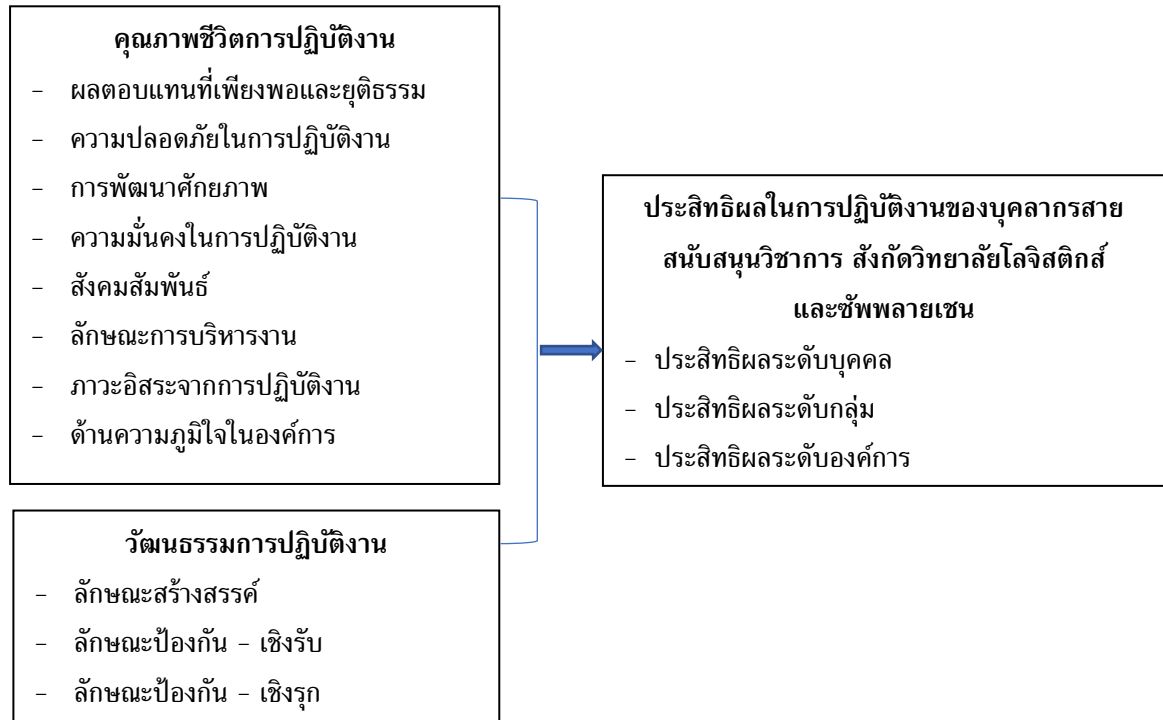 คุณภาพชีวิตการปฏิบัติงาน
- ผลตอบแทนที่เพียงพอและยุติธรรม
- ความปลอดภัยในการปฏิบัติงาน
- การพัฒนาศักยภาพ
- ความมั่นคงในการปฏิบัติงาน
- สังคมสัมพันธ์
- ลักษณะการบริหารงาน
- ภาวะอิสระจากการปฏิบัติงาน
- ด้านความภูมิใจในองค์การ
วัฒนธรรมการปฏิบัติงาน
- ลักษณะสร้างสรรค์
- ลักษณะป้องกัน - เชิงรับ
- ลักษณะป้องกัน - เชิงรุก
ประสิทธิผลในการปฏิบัติงานของบุคลากรสาย
สนับสนุนวิชาการ สังกัดวิทยาลัยโลจิสติกส์
และซัพพลายเชน
- ประสิทธิผลระดับบุคคล
- ประสิทธิผลระดับกลุ่ม
- ประสิทธิผลระดับองค์การ